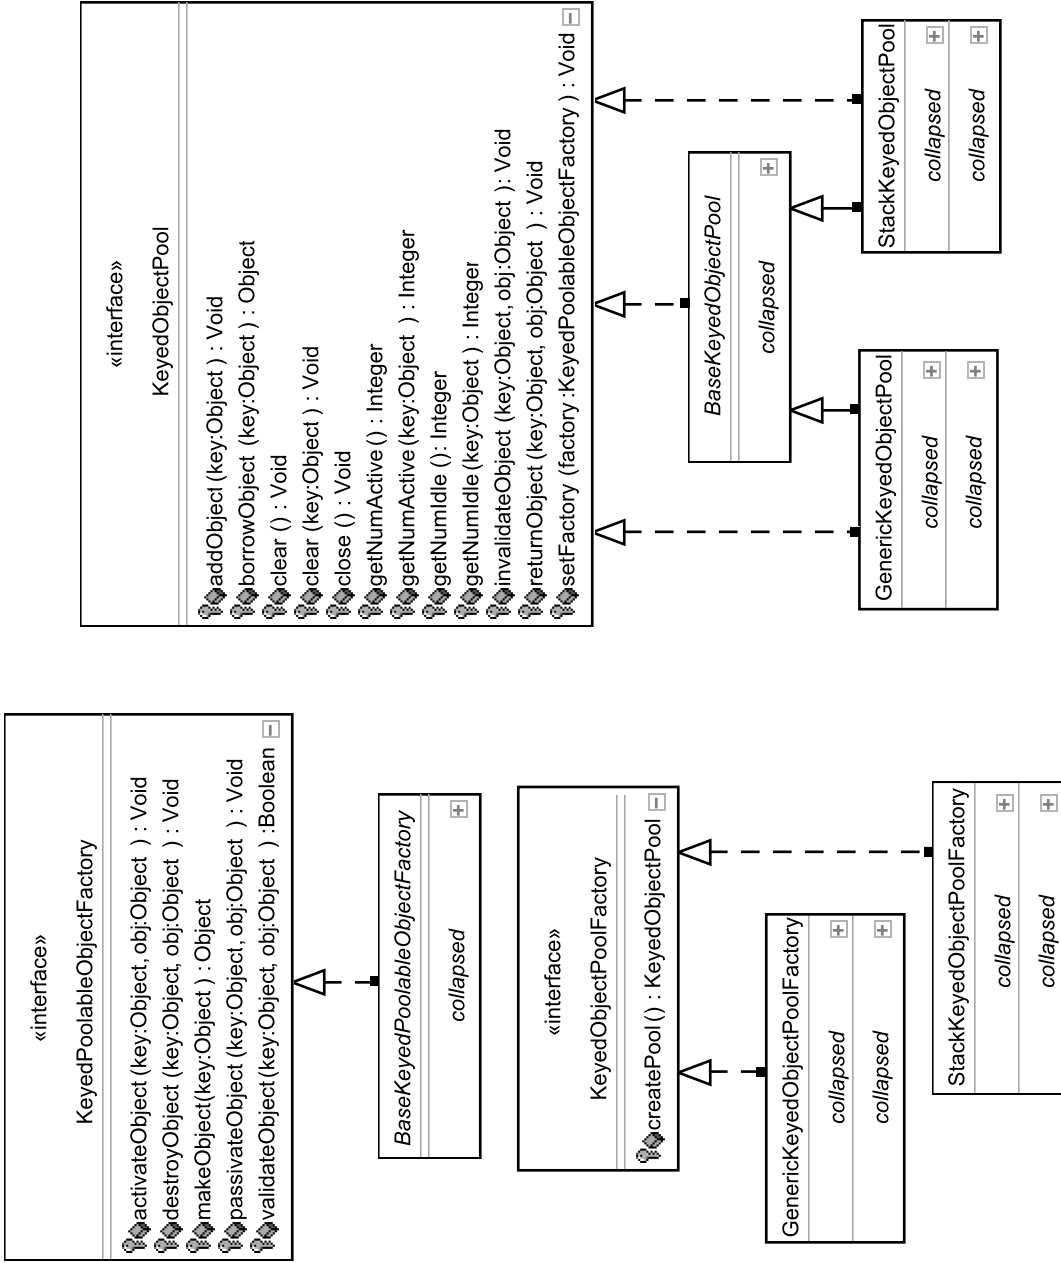 «interface»
KeyedPoolableObjectFactory
activateObject (key:Object, obj:Object ) : Void
destroyObject (key:Object, obj:Object ) : Void
makeObject(key:Object ) : Object
passivateObject (key:Object, obj:Object ) : Void
validateObject(key:Object, obj:Object ) :Boolean
BaseKeyedPoolableObjectFactory
collapsed
«interface»
KeyedObjectPoolFactory
createPool() : KeyedObjectPool
GenericKeyedObjectPoolFactory
collapsed
collapsed
StackKeyedObjectPoolFactory
collapsed
collapsed
«interface»
KeyedObjectPool
addObject(key:Object ) : Void
borrowObject (key:Object ) : Object
clear () : Void
clear (key:Object ) : Void
close () : Void
getNumActive() : Integer
getNumActive(key:Object ) : Integer
getNumIdle (): Integer
getNumIdle(key:Object ) : Integer
invalidateObject (key:Object, obj:Object ): Void
returnObject (key:Object, obj:Object ) : Void
setFactory (factory:KeyedPoolableObjectFactory) : Void
BaseKeyedObjectPool
collapsed
GenericKeyedObjectPool
collapsed
collapsed
StackKeyedObjectPool
collapsed
collapsed